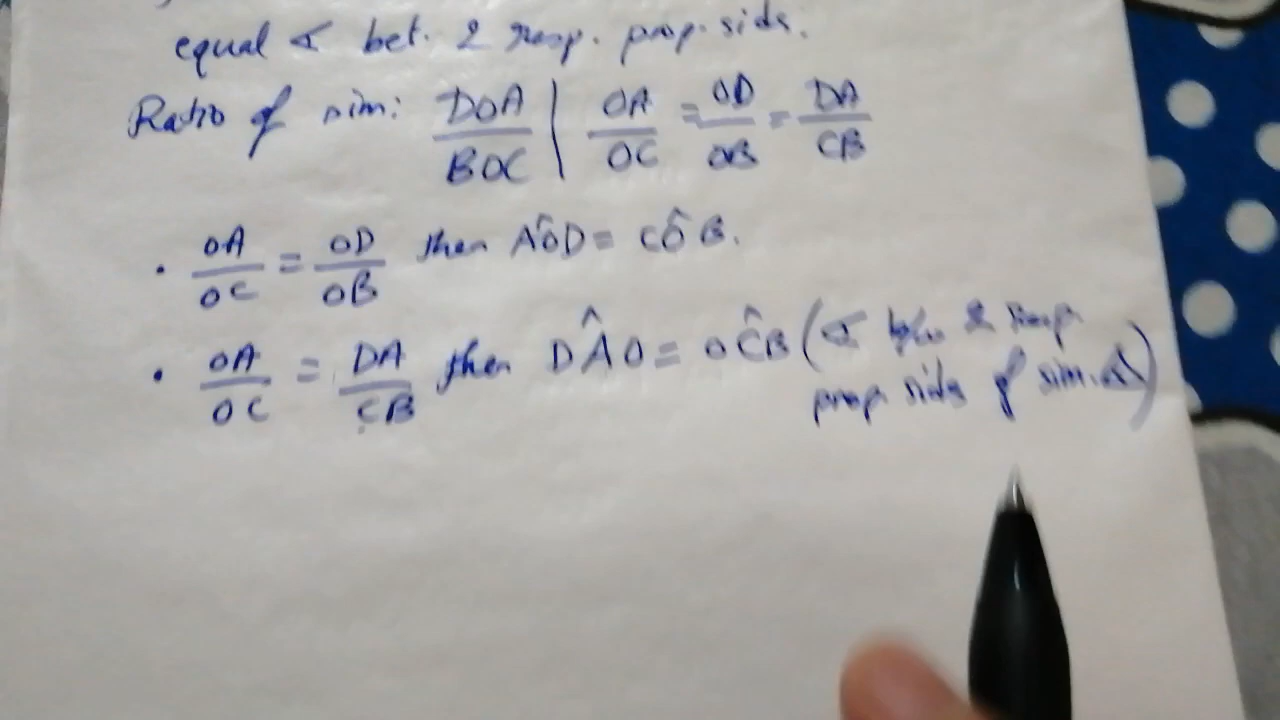 equal ∢ bet. 2 resp. prop. sides.
Ratio of sim: DOA/BOC | OA/OC = OD/OB = DA/CB
• OA/OC = OD/OB then AÔD = CÔB.
• OA/OC = DA/CB then DÂO = OĈB (∢ b/w 2 resp.
prop. sides of sim. Δs)